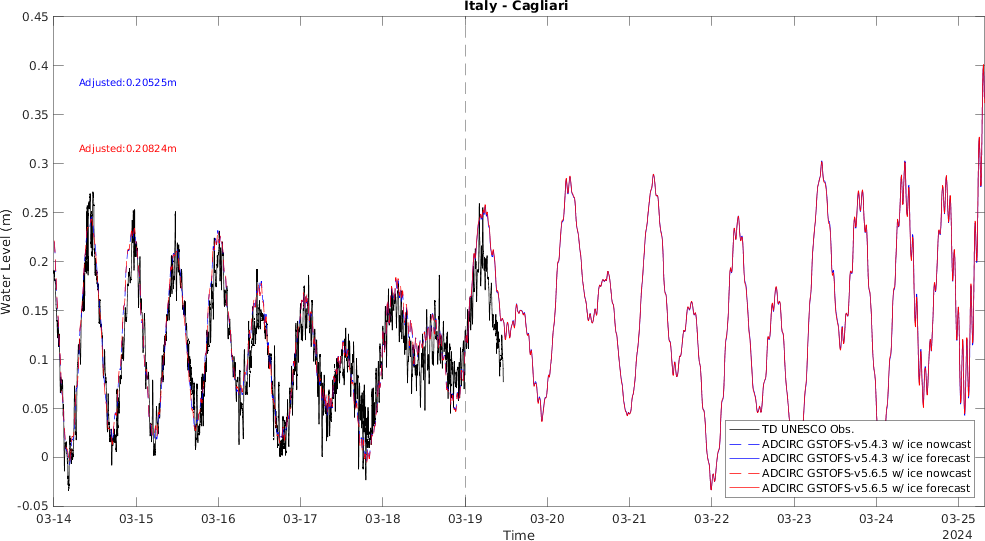 Italy - Cagliari
0.45
0.4
0.35
0.3
0.25
0.2
0.15
0.1
0.05
0
-0.05
Water Level (m)
Adjusted:0.20525m
Adjusted:0.20824m
TD UNESCO Obs.
ADCIRC GSTOFS-v5.4.3 w/ ice nowcast
ADCIRC GSTOFS-v5.4.3 w/ ice forecast
ADCIRC GSTOFS-v5.6.5 w/ ice nowcast
ADCIRC GSTOFS-v5.6.5 w/ ice forecast
03-14 03-15 03-16 03-17 03-18 03-19 03-20 03-21 03-22 03-23 03-24 03-25
Time
2024